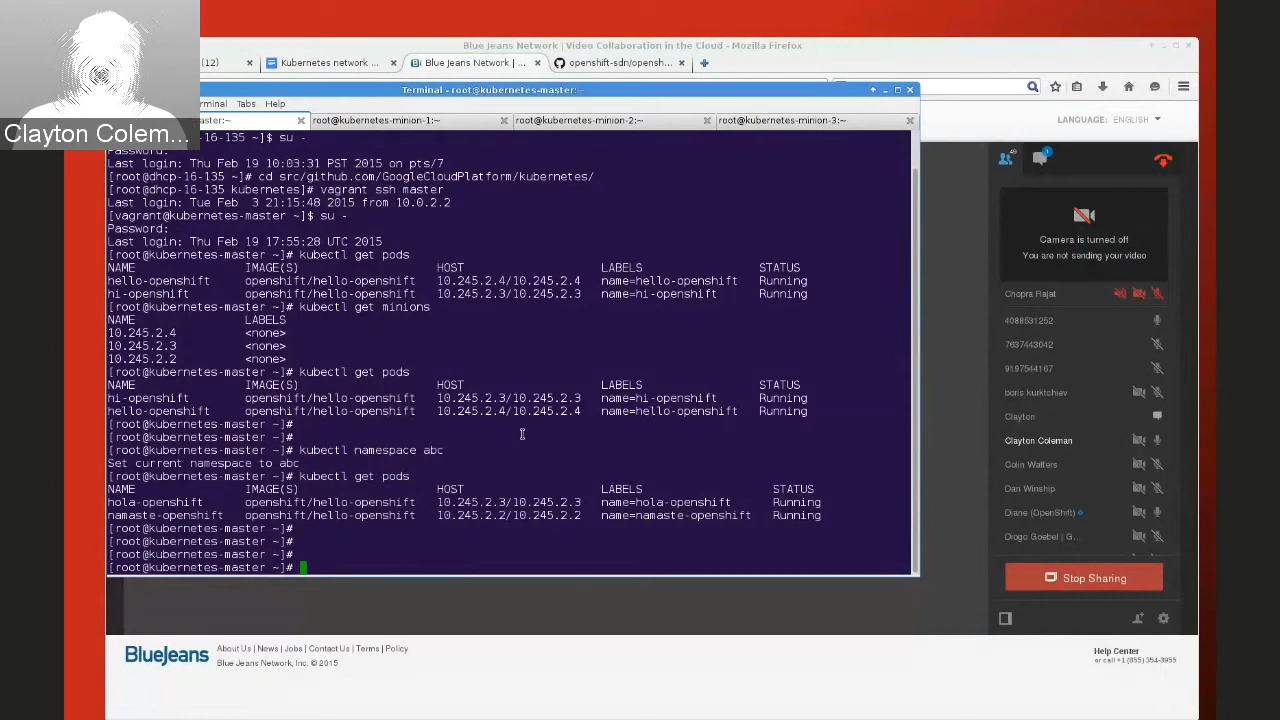 Clayton Colem...
Blue Jeans Network | Video Collaboration in the Cloud - Mozilla Firefox
(12)
Kubernetes network ...
Blue Jeans Network | ...
openshift-sdn/opensh...
Terminal - root@kubernetes-master:~
Tabs Help
root@kubernetes-minion-1:~
root@kubernetes-minion-2:~
root@kubernetes-minion-3:~
LANGUAGE: ENGLISH
-16-135 ~]$ su -
Last login: Thu Feb 19 10:03:31 PST 2015 on pts/7
[root@dhcp-16-135 ~]# cd src/github.com/GoogleCloudPlatform/kubernetes/
[root@dhcp-16-135 kubernetes]# vagrant ssh master
Last login: Tue Feb  3 21:15:48 2015 from 10.0.2.2
[vagrant@kubernetes-master ~]$ su -
Password:
Last login: Thu Feb 19 17:55:28 UTC 2015
[root@kubernetes-master ~]# kubectl get pods
NAME IMAGE(S) HOST LABELS STATUS
hello-openshift openshift/hello-openshift 10.245.2.4/10.245.2.4 name=hello-openshift Running
hi-openshift openshift/hello-openshift 10.245.2.3/10.245.2.3 name=hi-openshift Running
[root@kubernetes-master ~]# kubectl get minions
NAME LABELS
10.245.2.4 <none>
10.245.2.3 <none>
10.245.2.2 <none>
[root@kubernetes-master ~]# kubectl get pods
NAME IMAGE(S) HOST LABELS STATUS
hi-openshift openshift/hello-openshift 10.245.2.3/10.245.2.3 name=hi-openshift Running
hello-openshift openshift/hello-openshift 10.245.2.4/10.245.2.4 name=hello-openshift Running
[root@kubernetes-master ~]#
[root@kubernetes-master ~]#
[root@kubernetes-master ~]# kubectl namespace abc
Set current namespace to abc
[root@kubernetes-master ~]# kubectl get pods
NAME IMAGE(S) HOST LABELS STATUS
hola-openshift openshift/hello-openshift 10.245.2.3/10.245.2.3 name=hola-openshift Running
namaste-openshift openshift/hello-openshift 10.245.2.2/10.245.2.2 name=namaste-openshift Running
[root@kubernetes-master ~]#
[root@kubernetes-master ~]#
[root@kubernetes-master ~]#
[root@kubernetes-master ~]#
Camera is turned off
You are not sending your video
Chopra Rajat
4088531252
7637443042
9197544167
boris kurktchiev
Clayton
Clayton Coleman
Colin Walters
Dan Winship
Diane (OpenShift)
Diogo Goebel | G...
Stop Sharing
BlueJeans
About Us | News | Jobs | Contact Us | Terms | Policy
Blue Jeans Network, Inc. © 2015
Help Center
or call +1 (855) 354-3955